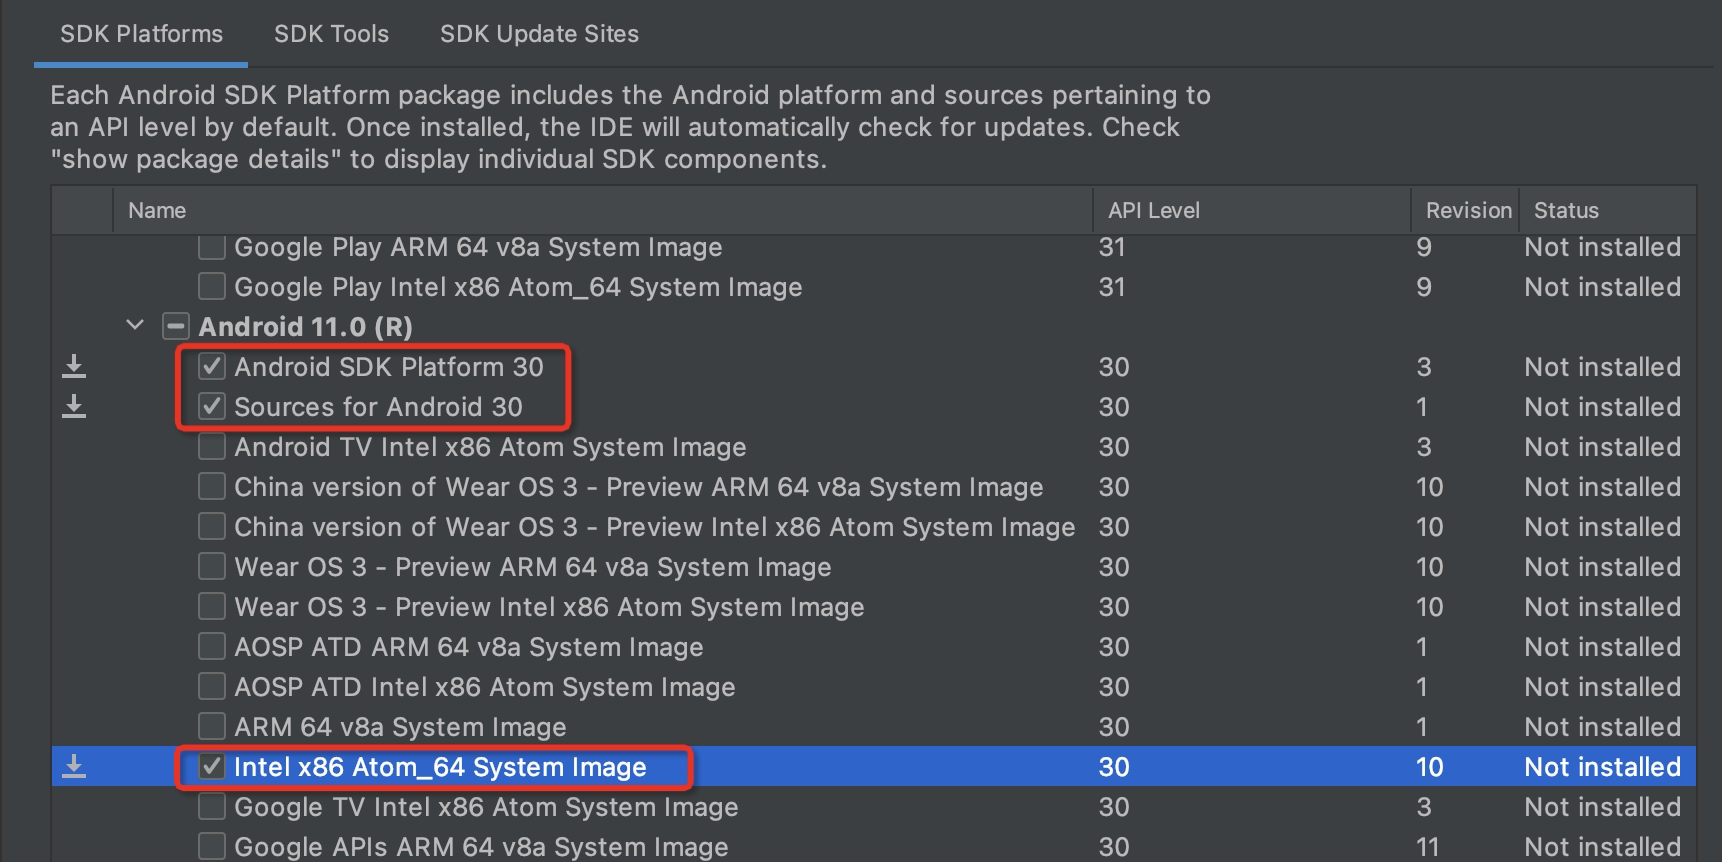 SDK Platforms SDK Tools SDK Update Sites
Each Android SDK Platform package includes the Android platform and sources pertaining to
an API level by default. Once installed, the IDE will automatically check for updates. Check
"show package details" to display individual SDK components.
Name API Level Revision Status
Google Play ARM 64 v8a System Image 31 9 Not installed
Google Play Intel x86 Atom_64 System Image 31 9 Not installed
Android 11.0 (R)
Android SDK Platform 30 30 3 Not installed
Sources for Android 30 30 1 Not installed
Android TV Intel x86 Atom System Image 30 3 Not installed
China version of Wear OS 3 - Preview ARM 64 v8a System Image 30 10 Not installed
China version of Wear OS 3 - Preview Intel x86 Atom System Image 30 10 Not installed
Wear OS 3 - Preview ARM 64 v8a System Image 30 10 Not installed
Wear OS 3 - Preview Intel x86 Atom System Image 30 10 Not installed
AOSP ATD ARM 64 v8a System Image 30 1 Not installed
AOSP ATD Intel x86 Atom System Image 30 1 Not installed
ARM 64 v8a System Image 30 1 Not installed
Intel x86 Atom_64 System Image 30 10 Not installed
Google TV Intel x86 Atom System Image 30 3 Not installed
Google APIs ARM 64 v8a System Image 30 11 Not installed